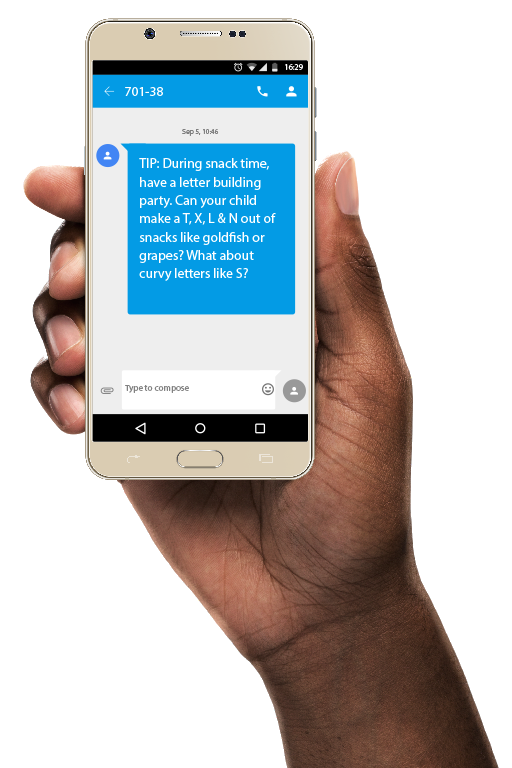 16:29
701-38
Sep 5, 10:46
TIP: During snack time,
have a letter building
party. Can your child
make a T, X, L & N out of
snacks like goldfish or
grapes? What about
curvy letters like S?
Type to compose